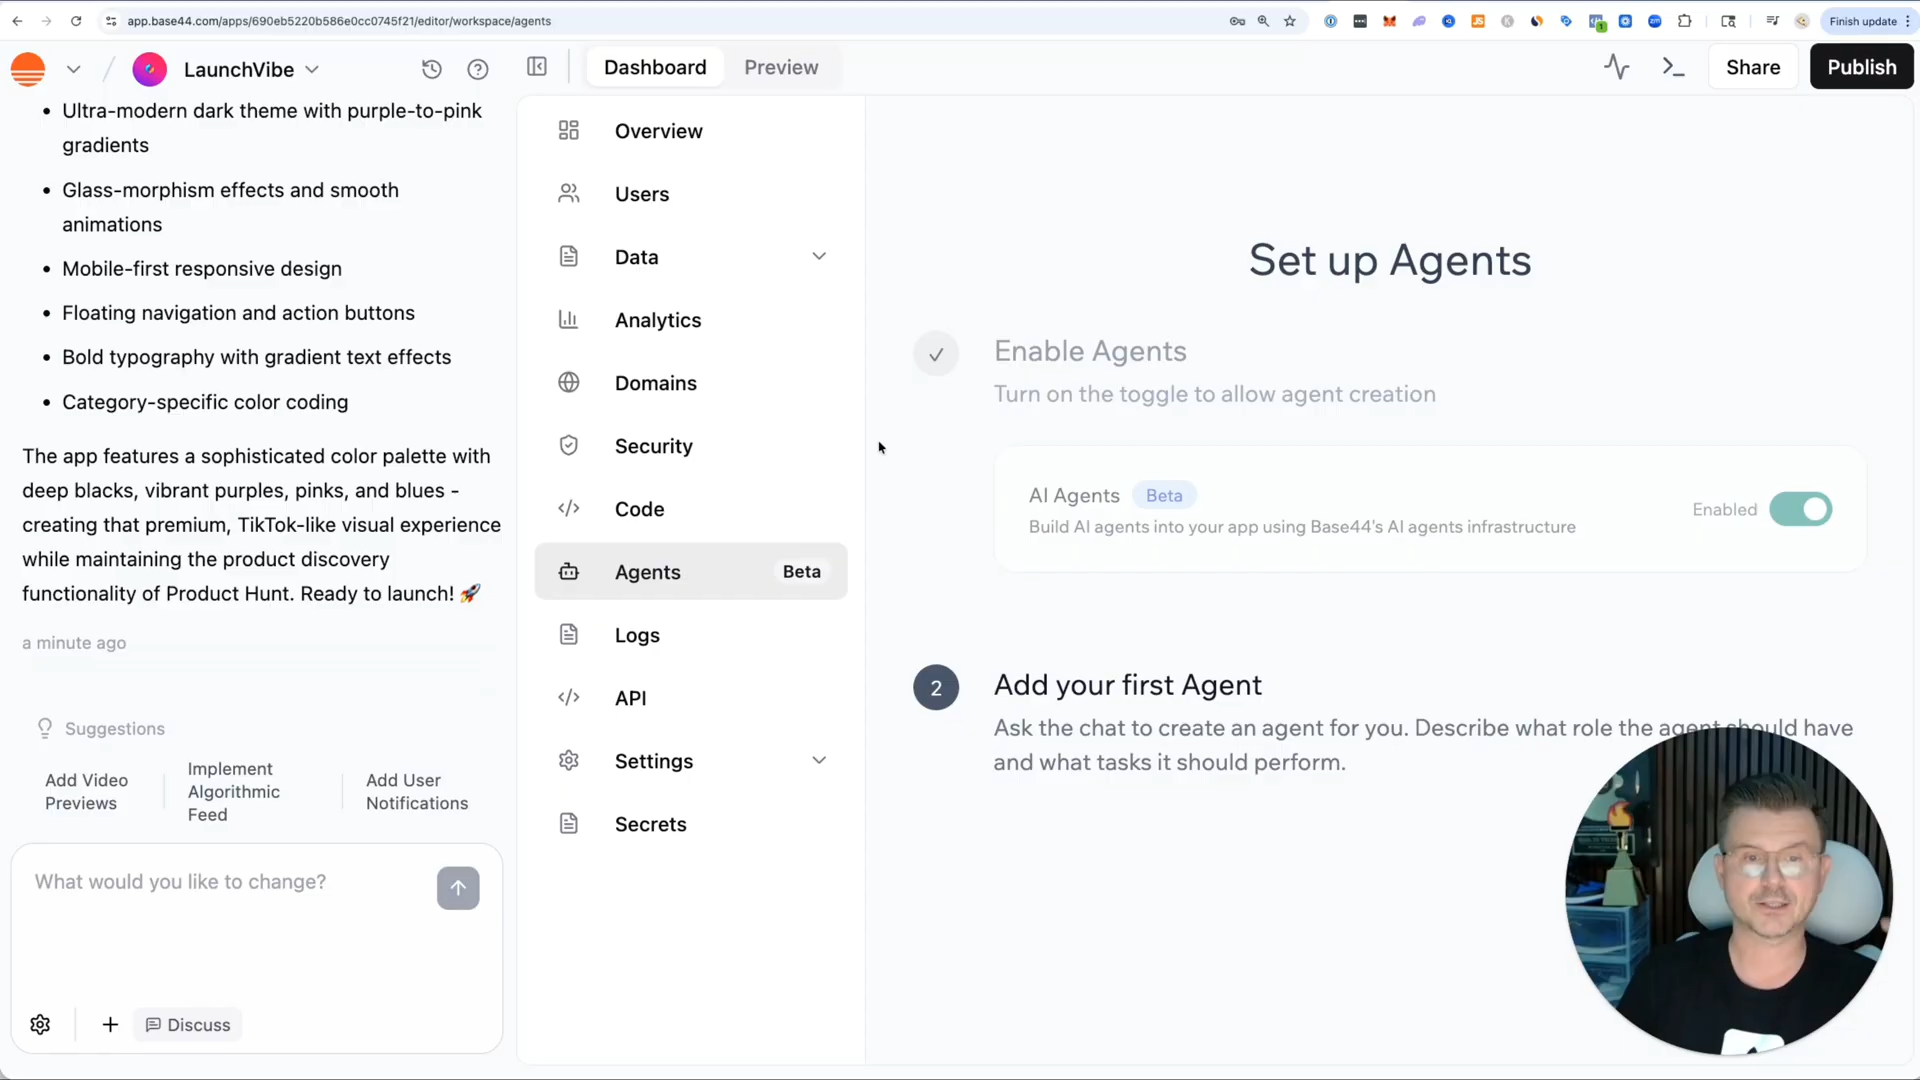 app.base44.com/apps/690eb5220b586e0cc0745f21/editor/workspace/agents
Finish update
LaunchVibe
Dashboard
Preview
Share
Publish
• Ultra-modern dark theme with purple-to-pink
gradients
• Glass-morphism effects and smooth
animations
• Mobile-first responsive design
• Floating navigation and action buttons
• Bold typography with gradient text effects
• Category-specific color coding
The app features a sophisticated color palette with
deep blacks, vibrant purples, pinks, and blues -
creating that premium, TikTok-like visual experience
while maintaining the product discovery
functionality of Product Hunt. Ready to launch! 🚀
a minute ago
Suggestions
Add Video
Previews
Implement
Algorithmic
Feed
Add User
Notifications
What would you like to change?
Discuss
Overview
Users
Data
Analytics
Domains
Security
Code
Agents Beta
Logs
API
Settings
Secrets
Set up Agents
Enable Agents
Turn on the toggle to allow agent creation
AI Agents Beta
Build AI agents into your app using Base44's AI agents infrastructure
Enabled
2
Add your first Agent
Ask the chat to create an agent for you. Describe what role the agent should have
and what tasks it should perform.